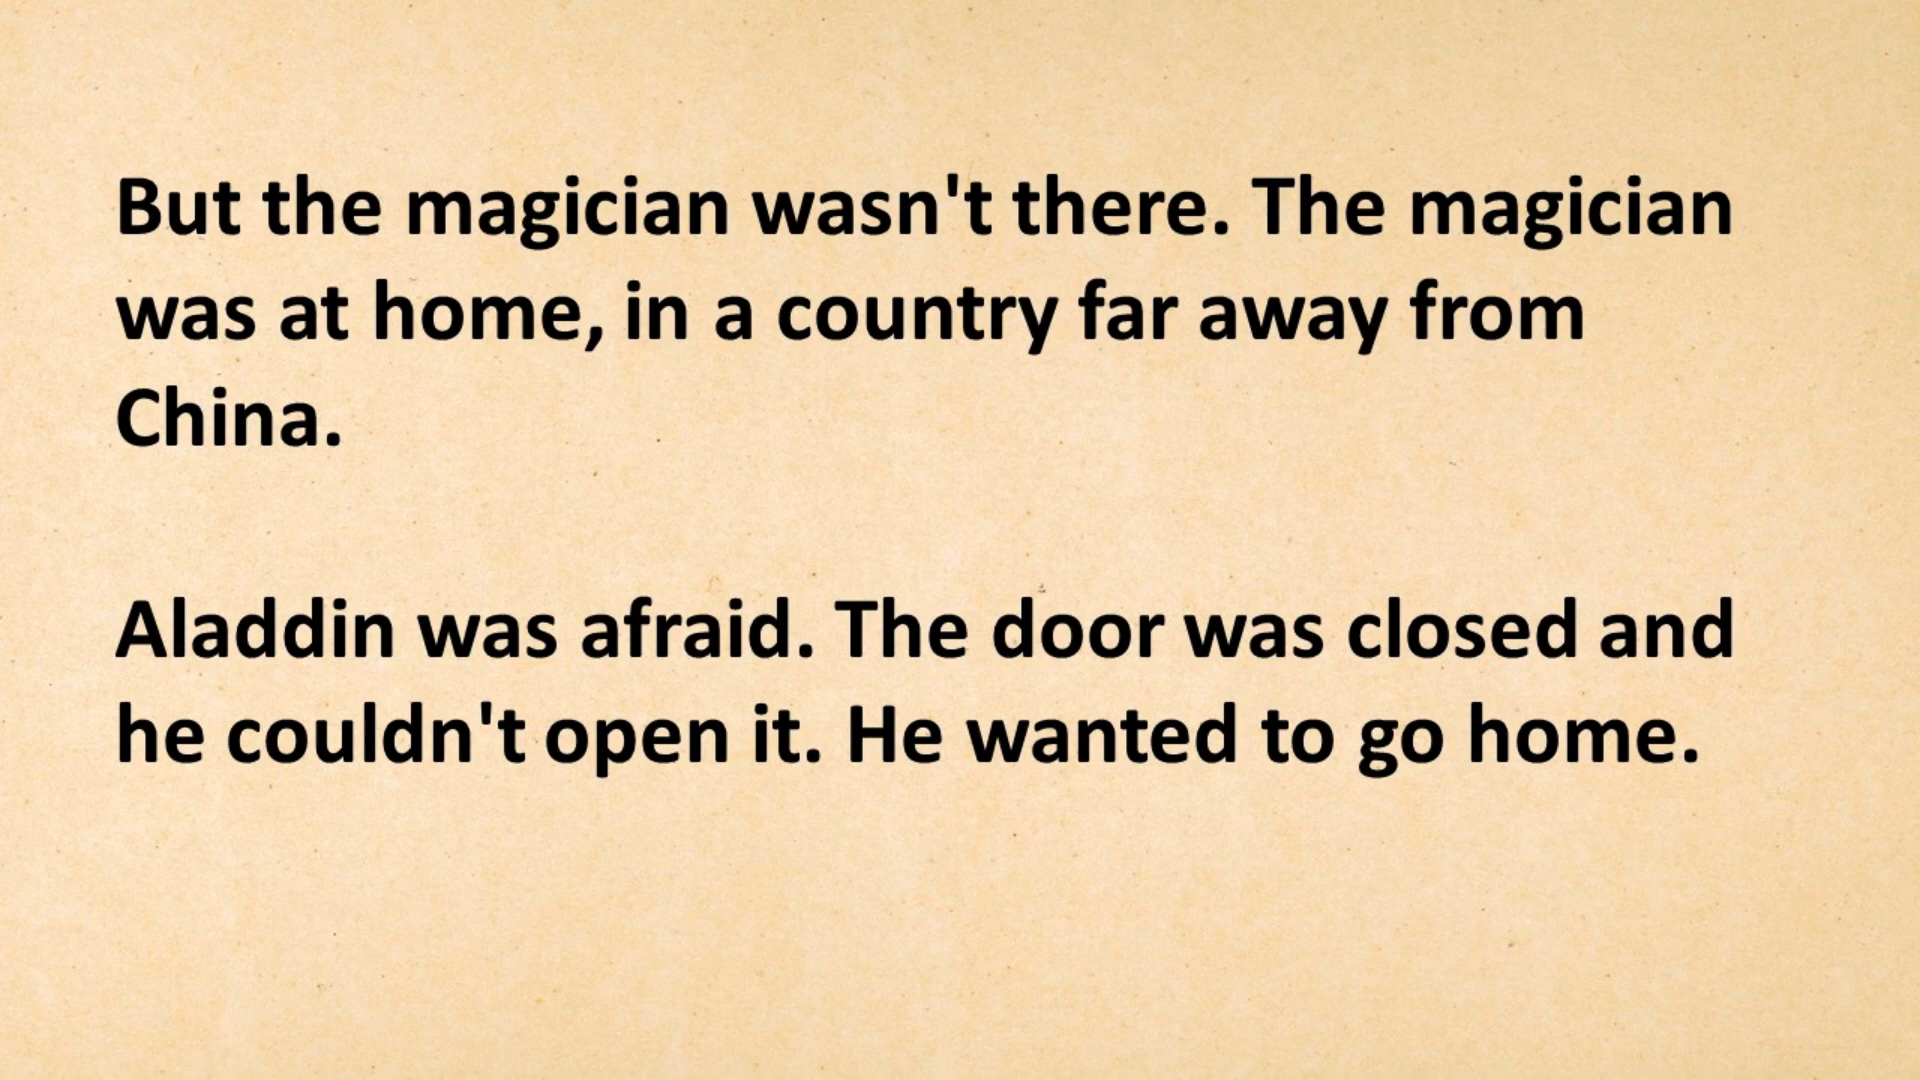 But the magician wasn't there. The magician
was at home, in a country far away from
China.
Aladdin was afraid. The door was closed and
he couldn't open it. He wanted to go home.